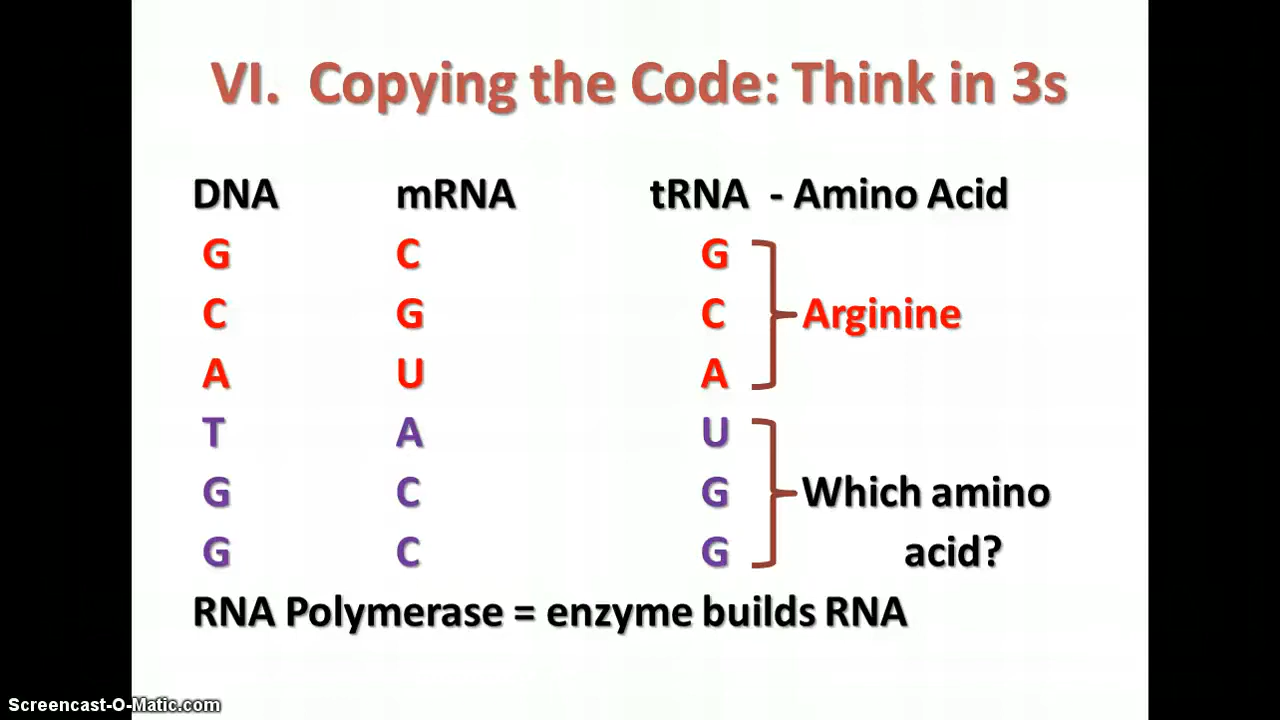 VI. Copying the Code: Think in 3s
DNA mRNA tRNA - Amino Acid
G C G
C G C Arginine
A U A
T A U
G C G Which amino
G C G acid?
RNA Polymerase = enzyme builds RNA
Screencast-O-Matic.com